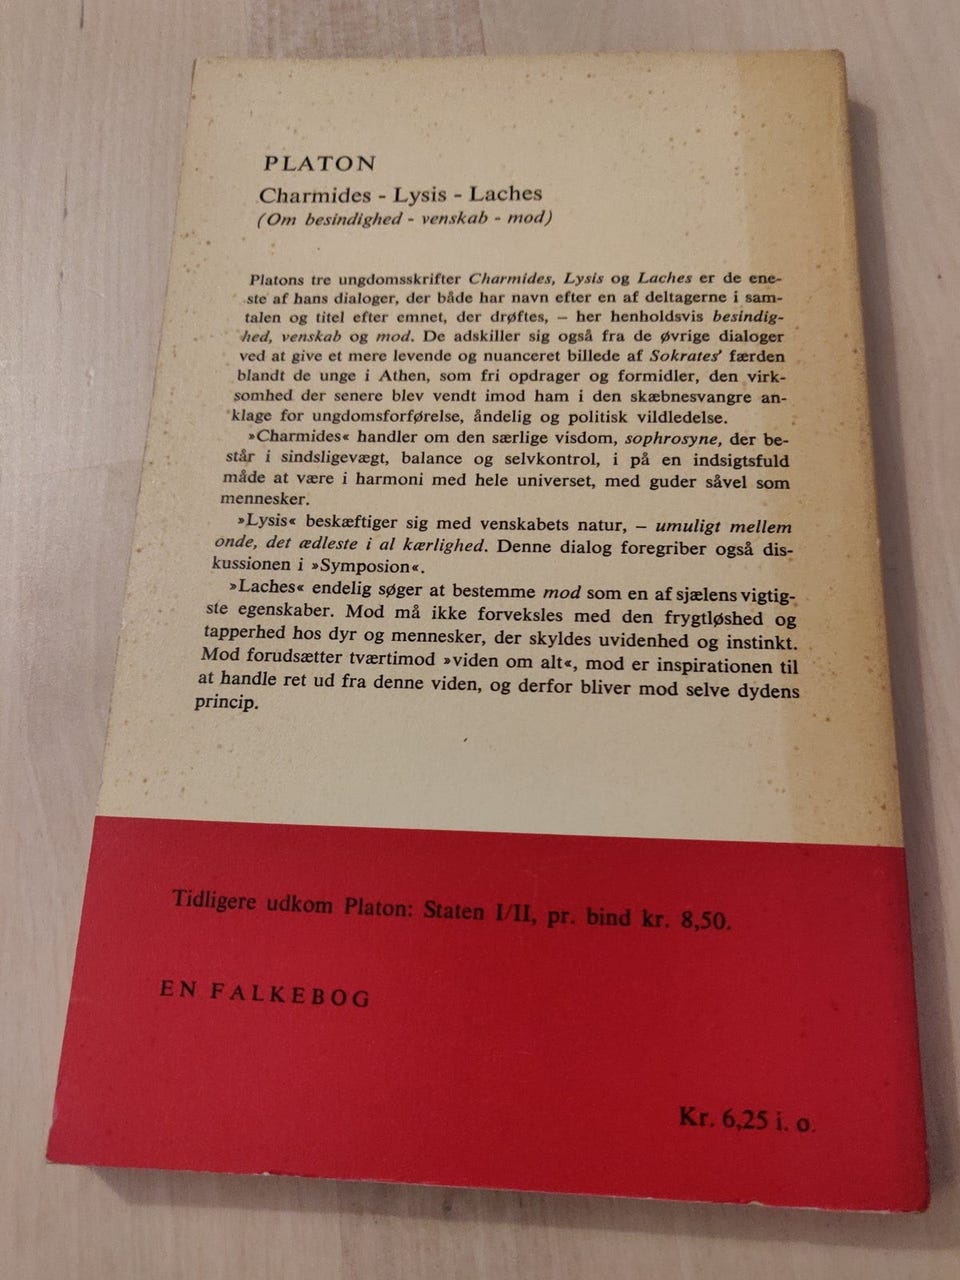 PLATON
Charmides - Lysis - Laches
(Om besindighed - venskab - mod)
Platons tre ungdomsskrifter Charmides, Lysis og Laches er de ene-
ste af hans dialoger, der både har navn efter en af deltagerne i sam-
talen og titel efter emnet, der drøftes, – her henholdsvis besindig-
hed, venskab og mod. De adskiller sig også fra de øvrige dialoger
ved at give et mere levende og nuanceret billede af Sokrates' færden
blandt de unge i Athen, som fri opdrager og formidler, den virk-
somhed der senere blev vendt imod ham i den skæbnesvangre an-
klage for ungdomsforførelse, åndelig og politisk vildledelse.
»Charmides« handler om den særlige visdom, sophrosyne, der be-
står i sindsligevægt, balance og selvkontrol, i på en indsigtsfuld
måde at være i harmoni med hele universet, med guder såvel som
mennesker.
»Lysis« beskæftiger sig med venskabets natur, – umuligt mellem
onde, det ædleste i al kærlighed. Denne dialog foregriber også dis-
kussionen i »Symposion«.
»Laches« endelig søger at bestemme mod som en af sjælens vigtig-
ste egenskaber. Mod må ikke forveksles med den frygtløshed og
tapperhed hos dyr og mennesker, der skyldes uvidenhed og instinkt.
Mod forudsætter tværtimod »viden om alt«, mod er inspirationen til
at handle ret ud fra denne viden, og derfor bliver mod selve dydens
princip.
Tidligere udkom Platon: Staten I/II, pr. bind kr. 8,50.
EN FALKEBOG
Kr. 6,25 i. o.